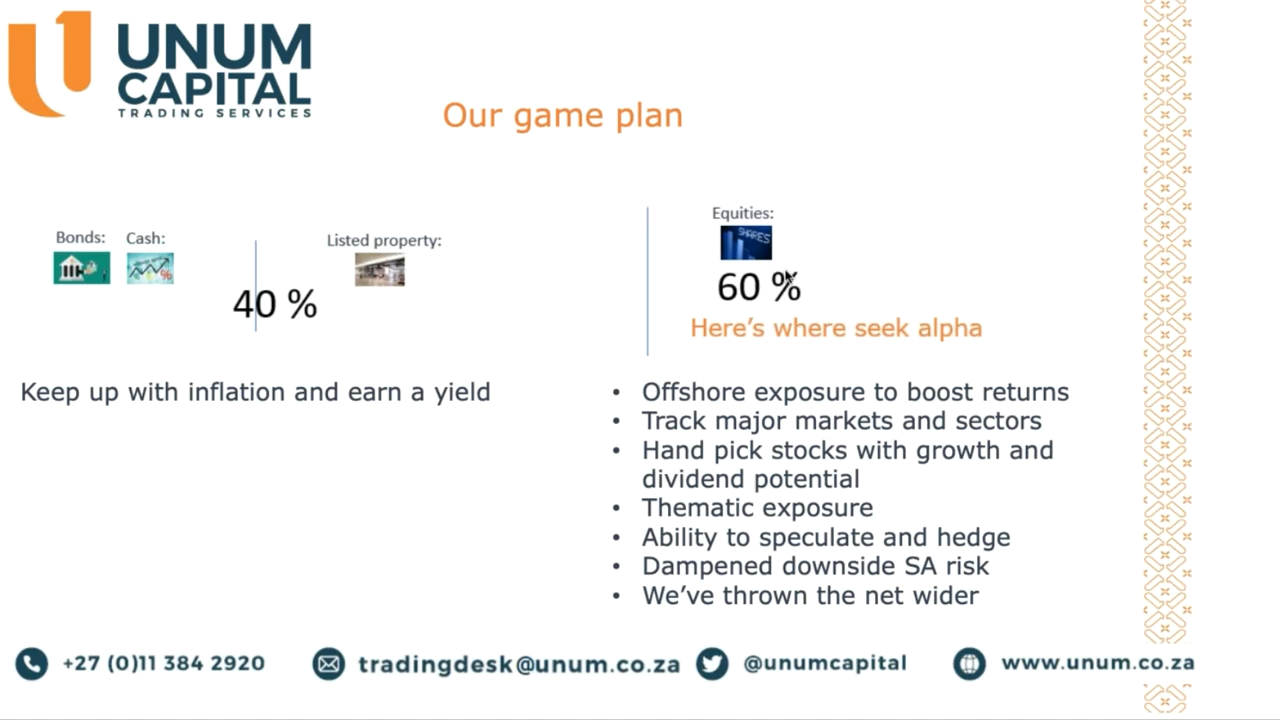 UNUM
CAPITAL
TRADING SERVICES
Our game plan
Bonds:
Cash:
Listed property:
40 %
Keep up with inflation and earn a yield
Equities:
SHARES
60 %
Here's where seek alpha
• Offshore exposure to boost returns
• Track major markets and sectors
• Hand pick stocks with growth and
dividend potential
• Thematic exposure
• Ability to speculate and hedge
• Dampened downside SA risk
• We've thrown the net wider
+27 (0)11 384 2920
tradingdesk@unum.co.za
@unumcapital
www.unum.co.za